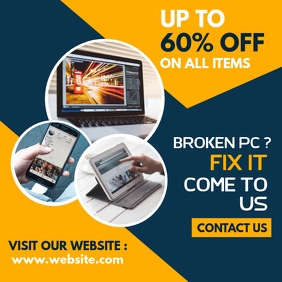 UP TO
60% OFF
ON ALL ITEMS
BROKEN PC ?
FIX IT
COME TO
US
CONTACT US
VISIT OUR WEBSITE :
www.website.com